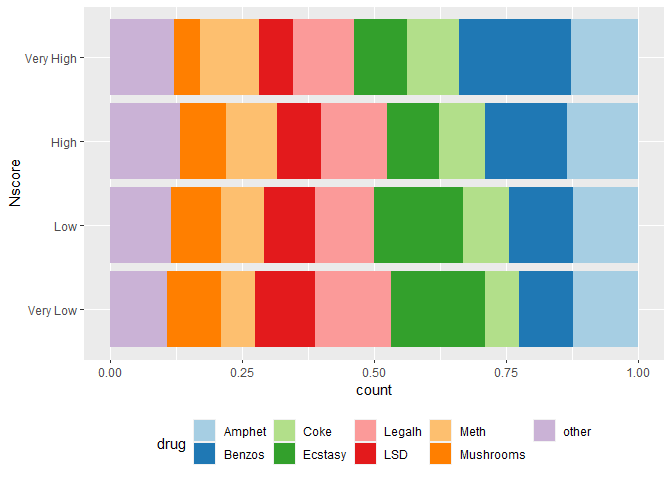 Very High
High
Low
Very Low
Nscore
0.00 0.25 0.50 0.75 1.00
count
drug
Amphet Coke Legalh Meth other
Benzos Ecstasy LSD Mushrooms